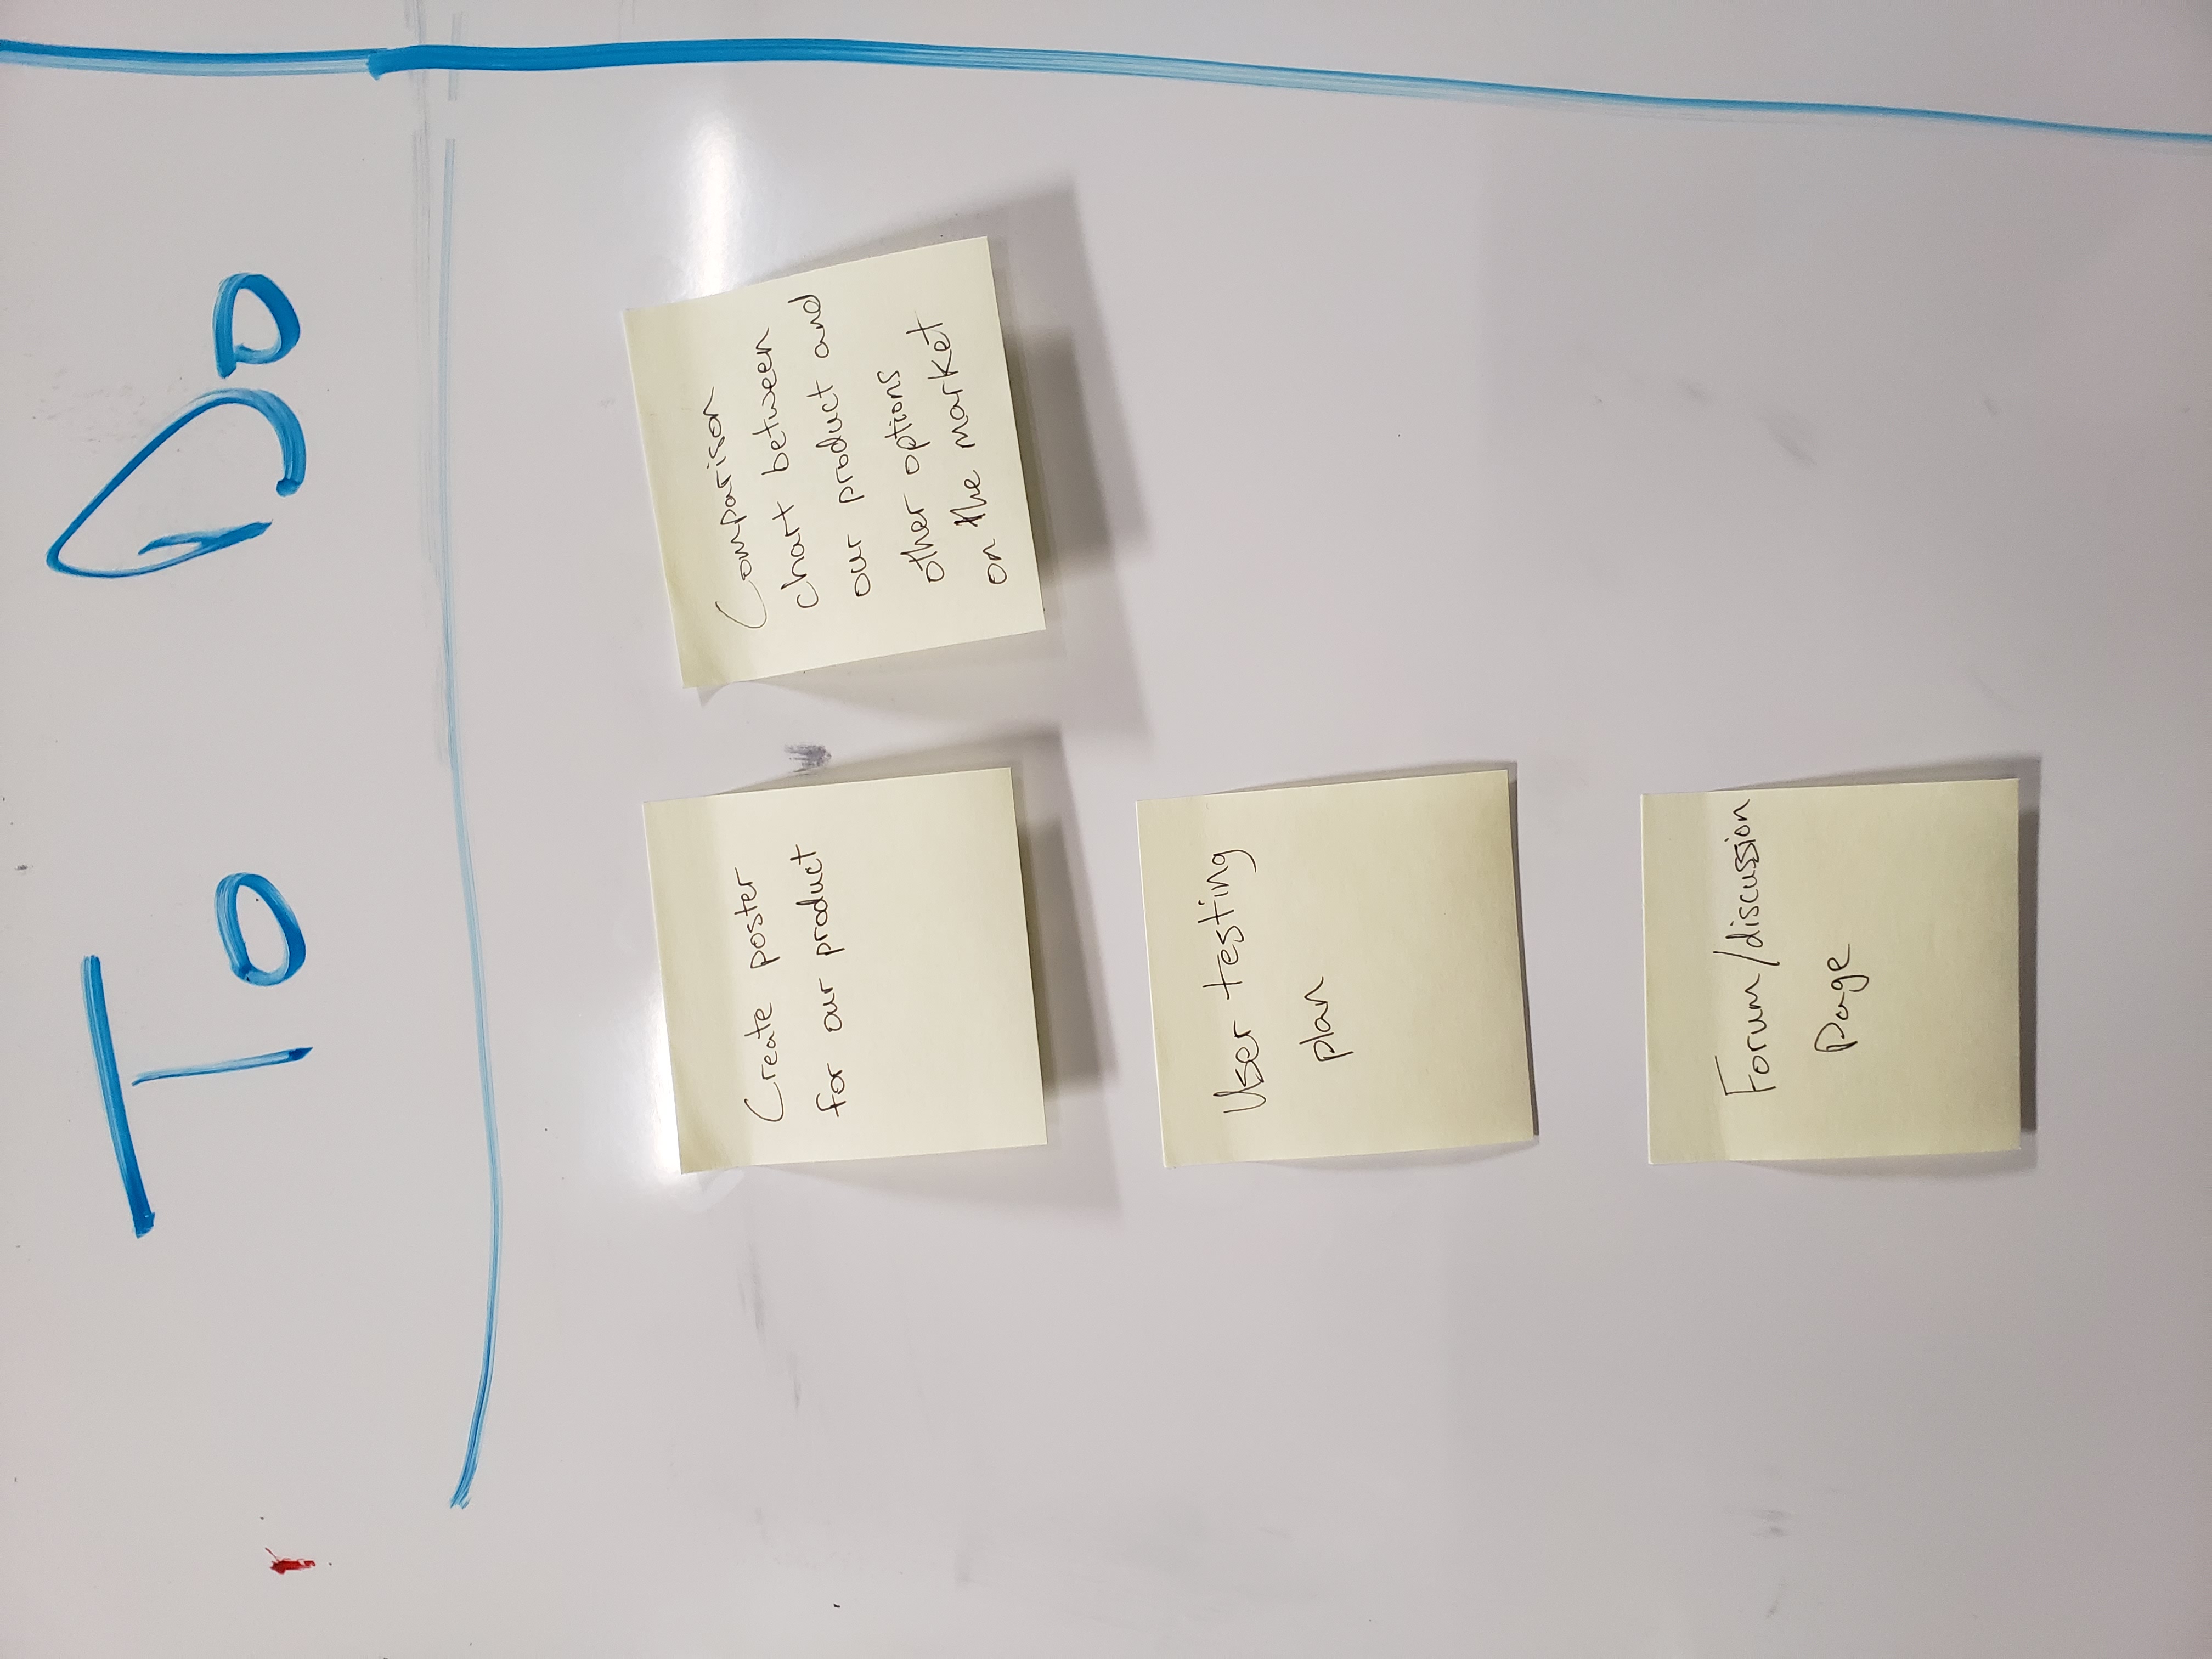 To Do
Create poster
for our product
Comparison
chart between
our product and
other options
on the market
User testing
plan
Forum/discussion
Page